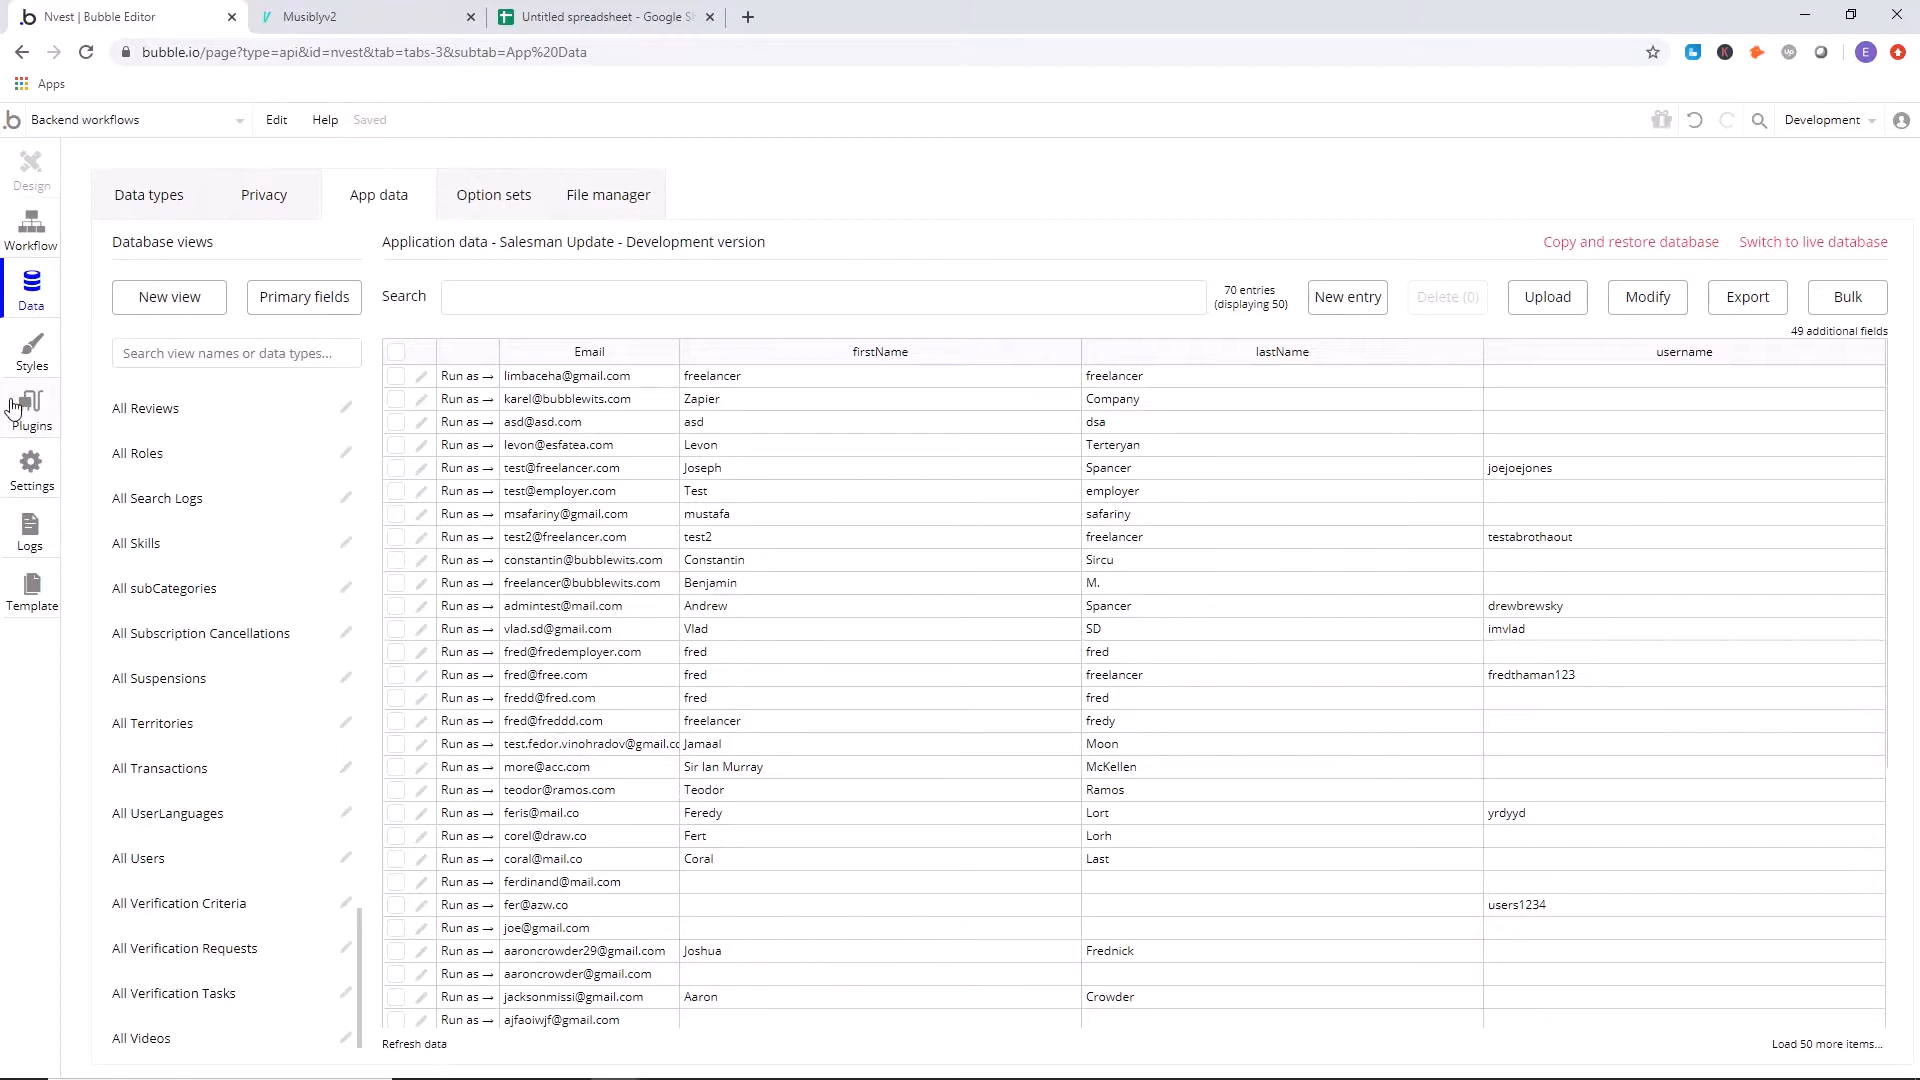 Nvest | Bubble Editor
Musiblyv2
Untitled spreadsheet - Google Sh
bubble.io/page?type=api&id=nvest&tab=tabs-3&subtab=App%20Data
E
Apps
Backend workflows
Edit
Help
Saved
Development
Design
Workflow
Data
Styles
Plugins
Settings
Logs
Template
Data types
Privacy
App data
Option sets
File manager
Database views
Application data - Salesman Update - Development version
Copy and restore database
Switch to live database
New view
Primary fields
Search
70 entries
(displaying 50)
New entry
Delete (0)
Upload
Modify
Export
Bulk
49 additional fields
Search view names or data types...
All Reviews
All Roles
All Search Logs
All Skills
All subCategories
All Subscription Cancellations
All Suspensions
All Territories
All Transactions
All UserLanguages
All Users
All Verification Criteria
All Verification Requests
All Verification Tasks
All Videos
Email firstName lastName username
Run as → limbaceha@gmail.com freelancer freelancer
Run as → karel@bubblewits.com Zapier Company
Run as → asd@asd.com asd dsa
Run as → levon@esfatea.com Levon Terteryan
Run as → test@freelancer.com Joseph Spancer joejoejones
Run as → test@employer.com Test employer
Run as → msafariny@gmail.com mustafa safariny
Run as → test2@freelancer.com test2 freelancer testabrothaout
Run as → constantin@bubblewits.com Constantin Sircu
Run as → freelancer@bubblewits.com Benjamin M.
Run as → admintest@mail.com Andrew Spancer drewbrewsky
Run as → vlad.sd@gmail.com Vlad SD imvlad
Run as → fred@fredemployer.com fred fred
Run as → fred@free.com fred freelancer fredthaman123
Run as → fredd@fred.com fred fred
Run as → fred@freddd.com freelancer fredy
Run as → test.fedor.vinohradov@gmail.cc Jamaal Moon
Run as → more@acc.com Sir Ian Murray McKellen
Run as → teodor@ramos.com Teodor Ramos
Run as → feris@mail.co Feredy Lort yrdyyd
Run as → corel@draw.co Fert Lorh
Run as → coral@mail.co Coral Last
Run as → ferdinand@mail.com
Run as → fer@azw.co users1234
Run as → joe@gmail.com
Run as → aaroncrowder29@gmail.com Joshua Frednick
Run as → aaroncrowder@gmail.com
Run as → jacksonmissi@gmail.com Aaron Crowder
Run as → ajfaoiwjf@gmail.com
Refresh data
Load 50 more items...